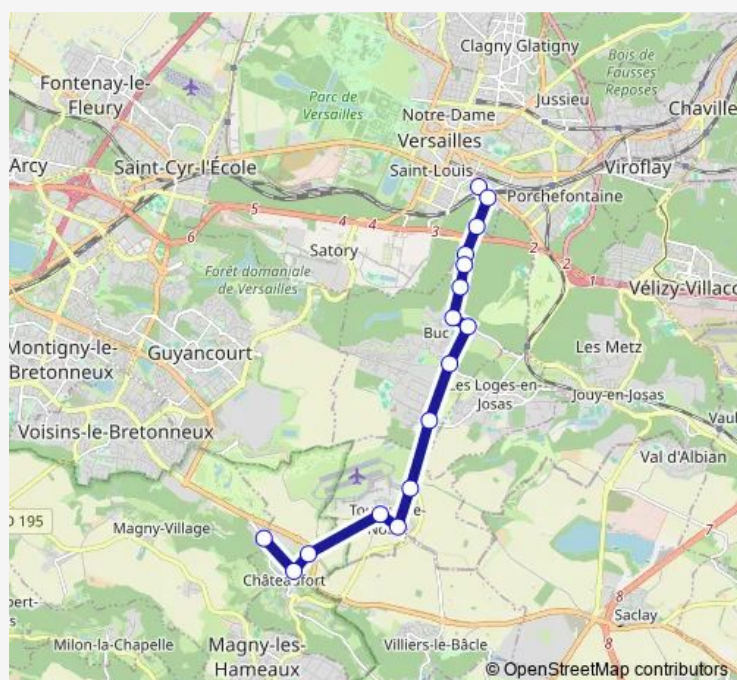 Clagny Glatigny
Bois de
Fausses
Reposes
Fontenay-le-
Fleury
Jussieu
Parc de
Versailles
Notre-Dame
Chaville
Versailles
Arcy
Saint-Cyr-l'École
Saint-Louis
Viroflay
Porchefontaine
5
4
4
3
6
2
2
1
Satory
Forêt domaniale
de Versailles
Vélizy-Villaco
Buc
Montigny-le-
Bretonneux
Guyancourt
Les Metz
Les Loges-en-
Josas
Jouy-en-Josas
Vau
Voisins-le-Bretonneux
Val d'Albian
D 195
Magny-Village
7
Châteaufort
8
Saclay
8
Milon-la-Chapelle
Magny-les-
Hameaux
Villiers-le-Bâcle
© OpenStreetMap contributors